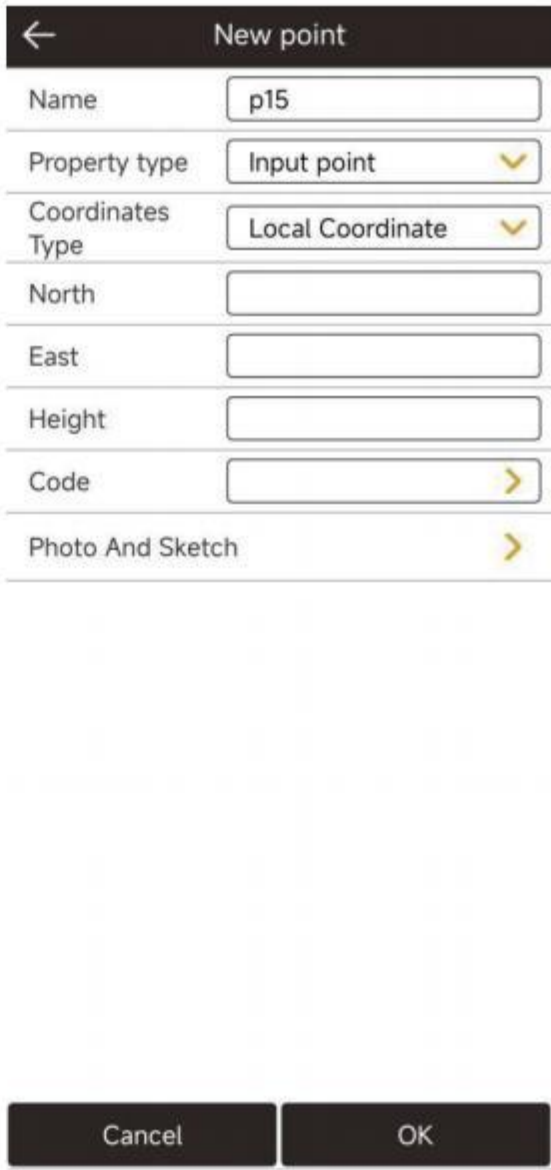 New point
Name
p15
Property type
Input point
Coordinates
Type
Local Coordinate
North
East
Height
Code
Photo And Sketch
Cancel
OK